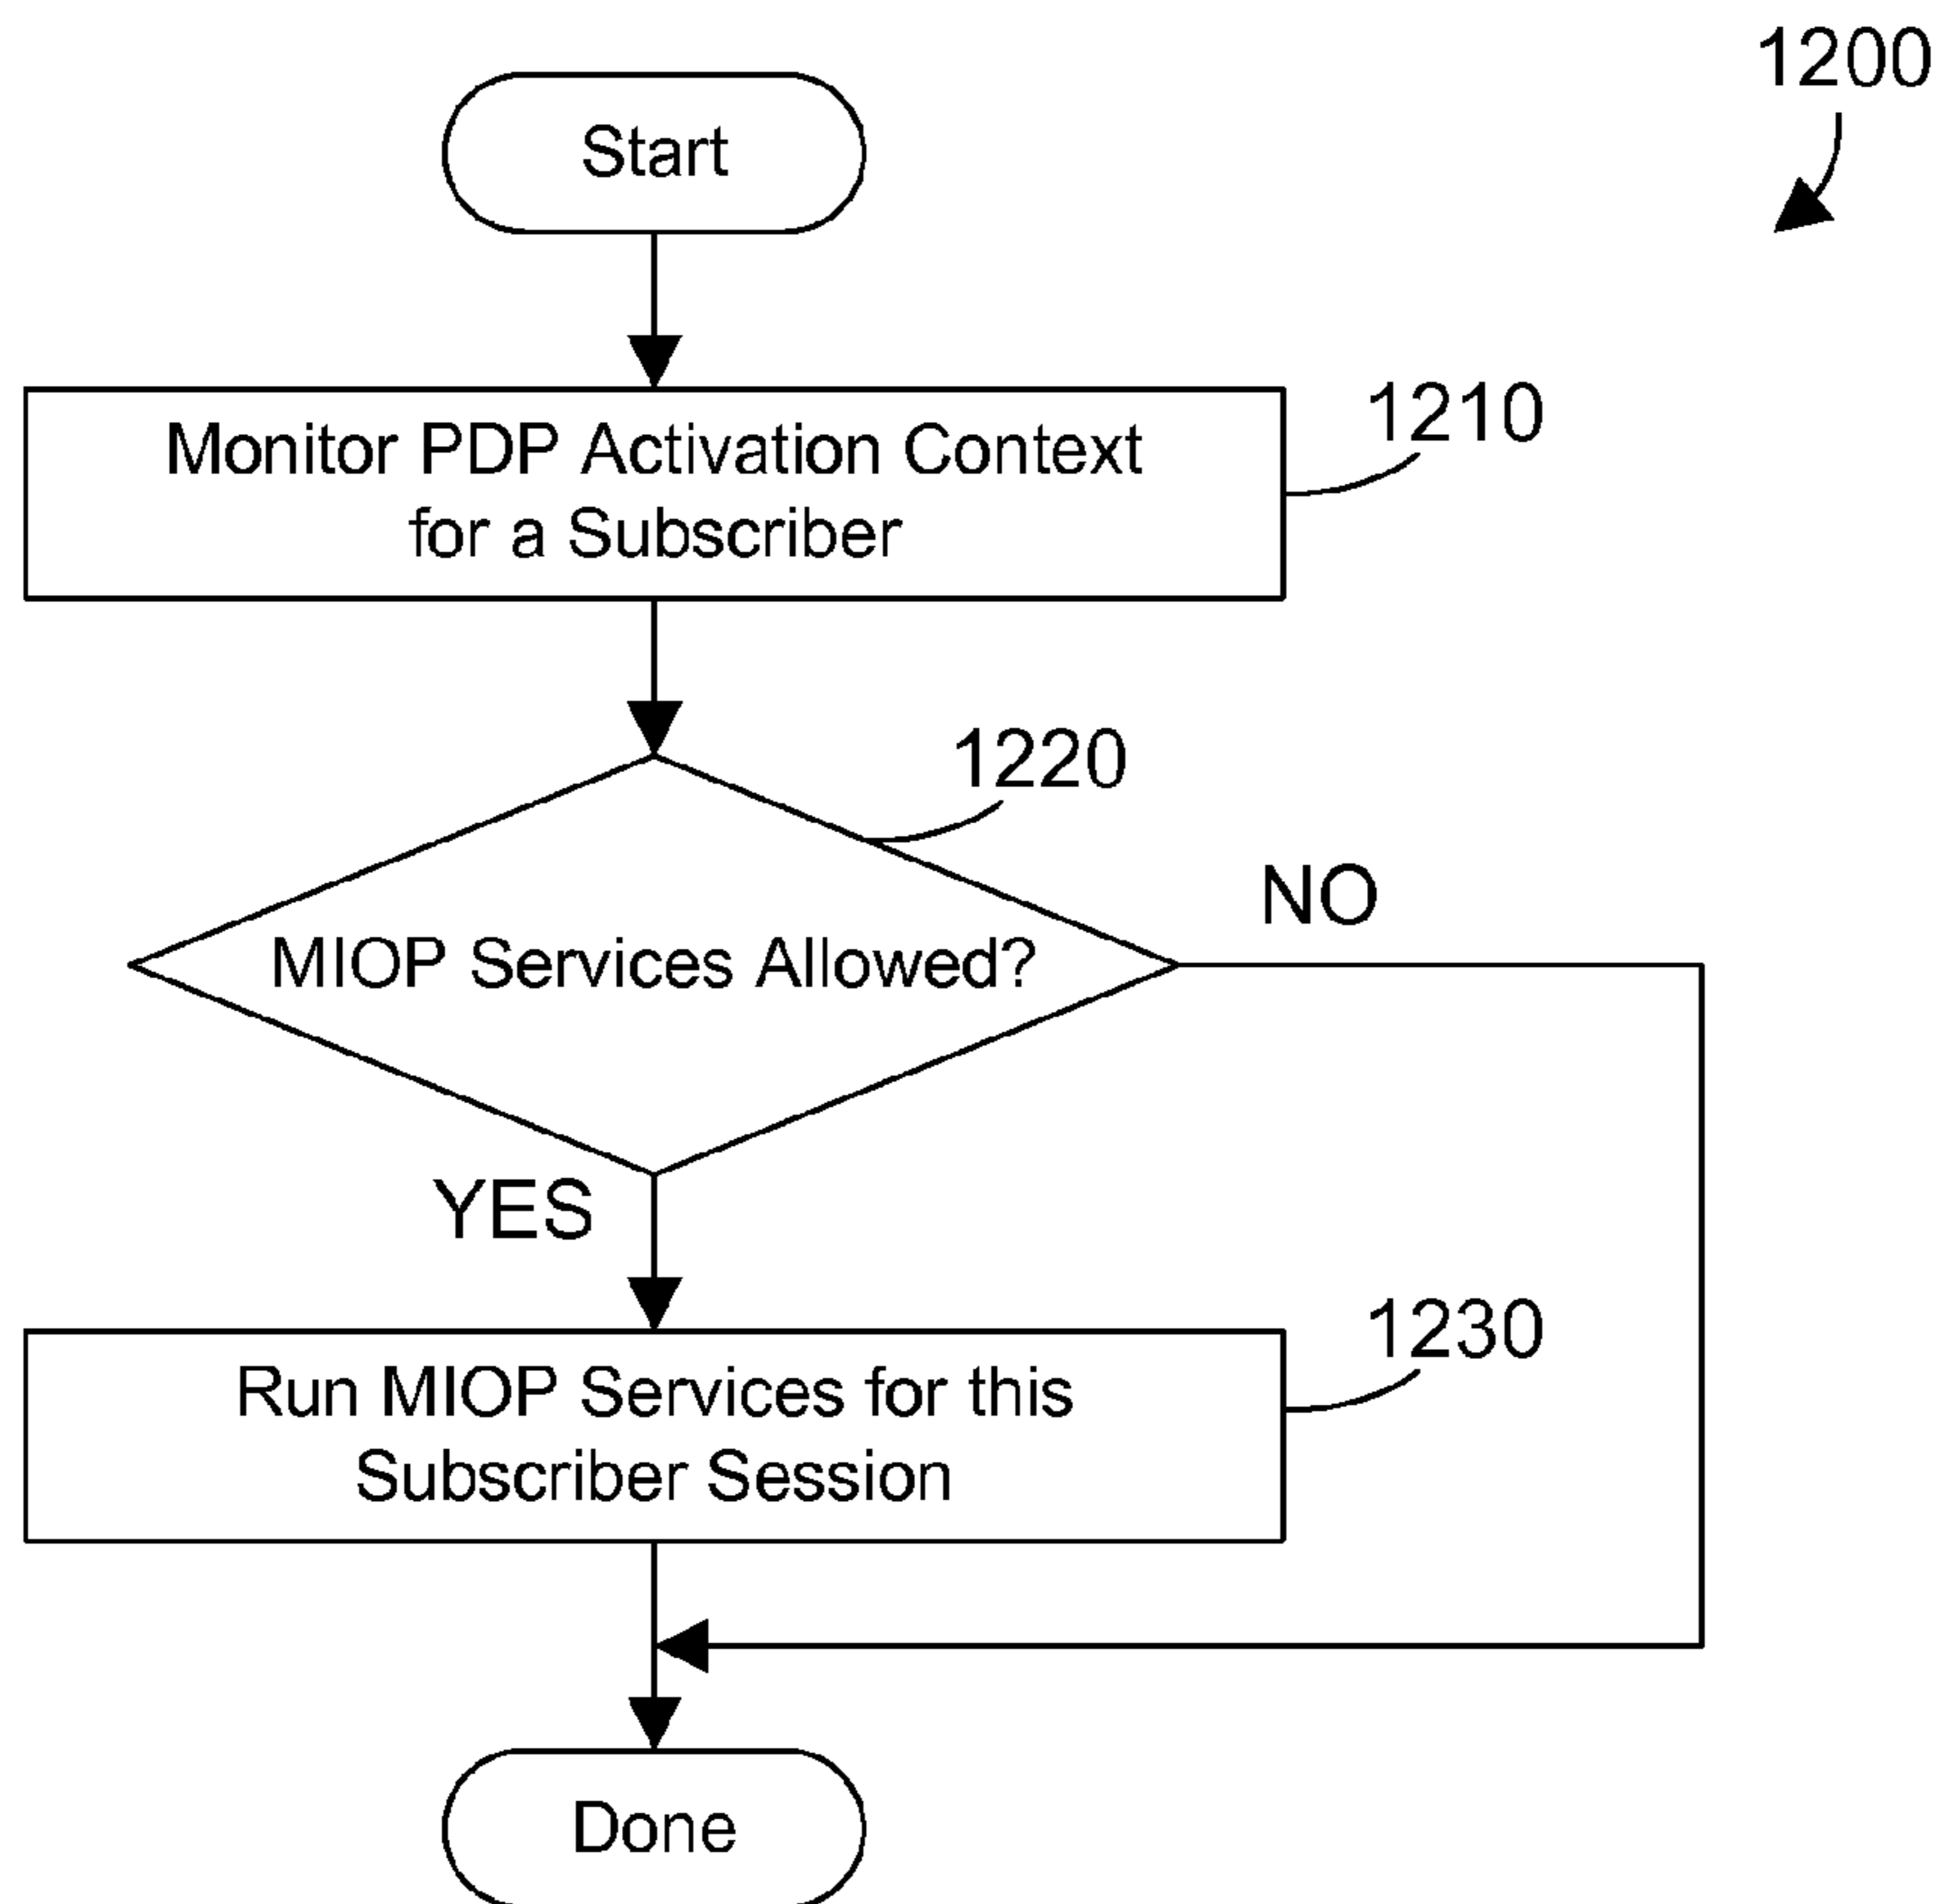 1200
Start
Monitor PDP Activation Context
for a Subscriber
1210
1220
MIOP Services Allowed?
NO
YES
Run MIOP Services for this
Subscriber Session
1230
Done